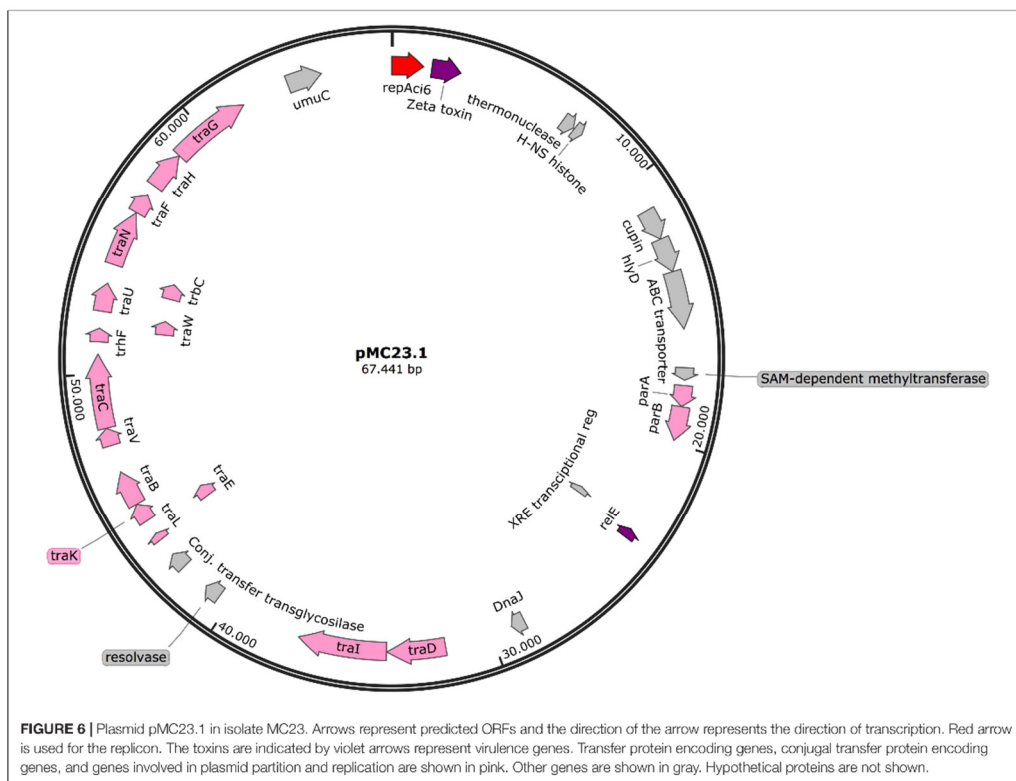 repAci6
Zeta toxin
thermonuclease
H-NS histone
10.000
cupin
hlyD
ABC transporter
SAM-dependent methyltransferase
parA
parB
20.000
XRE transciptional reg
relE
DnaJ
30.000
traD
traI
Conj. transfer transglycosilase
40.000
resolvase
traL
traK
traB
traE
traV
traC
50.000
trhF
traW
traU
trbC
traN
traF
traH
traG
60.000
umuC
pMC23.1
67.441 bp
FIGURE 6 | Plasmid pMC23.1 in isolate MC23. Arrows represent predicted ORFs and the direction of the arrow represents the direction of transcription. Red arrow
is used for the replicon. The toxins are indicated by violet arrows represent virulence genes. Transfer protein encoding genes, conjugal transfer protein encoding
genes, and genes involved in plasmid partition and replication are shown in pink. Other genes are shown in gray. Hypothetical proteins are not shown.